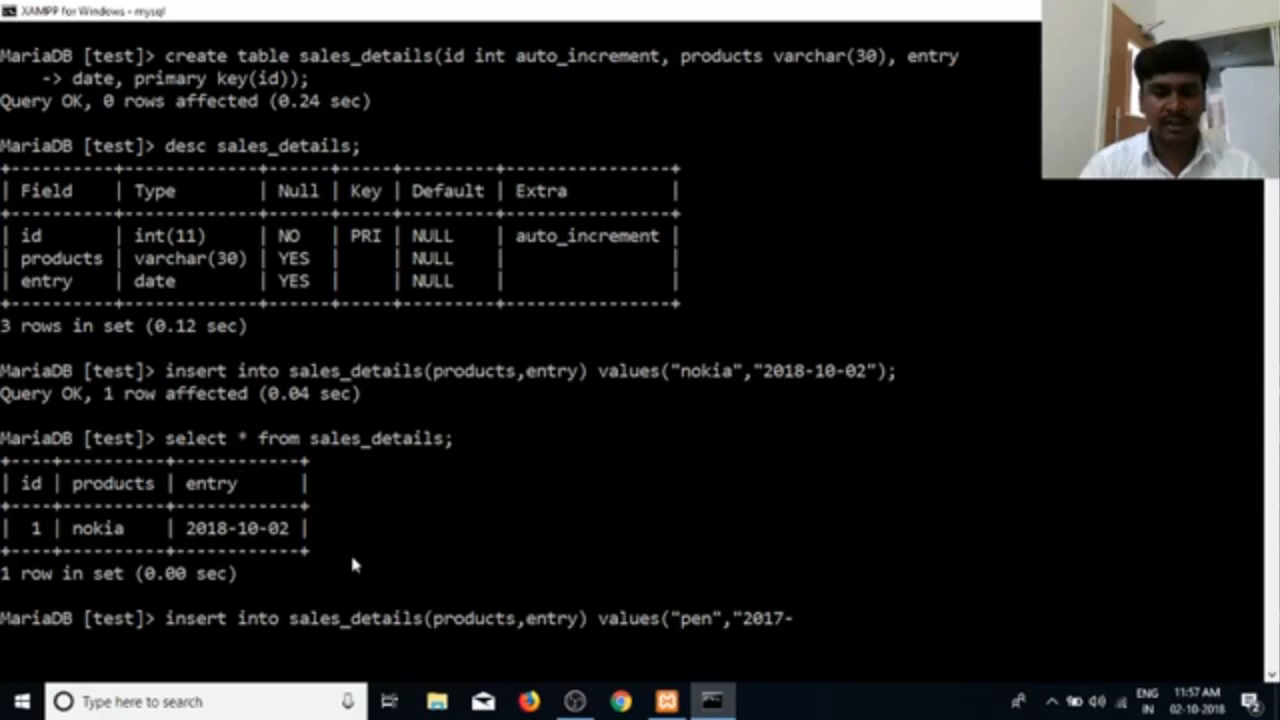 XAMPP for Windows - mysql
MariaDB [test]> create table sales_details(id int auto_increment, products varchar(30), entry
    -> date, primary key(id));
Query OK, 0 rows affected (0.24 sec)
MariaDB [test]> desc sales_details;
+----------+-------------+------+-----+---------+----------------+
| Field    | Type        | Null | Key | Default | Extra          |
+----------+-------------+------+-----+---------+----------------+
| id       | int(11)     | NO   | PRI | NULL    | auto_increment |
| products | varchar(30) | YES  |     | NULL    |                |
| entry    | date        | YES  |     | NULL    |                |
+----------+-------------+------+-----+---------+----------------+
3 rows in set (0.12 sec)
MariaDB [test]> insert into sales_details(products,entry) values("nokia","2018-10-02");
Query OK, 1 row affected (0.04 sec)
MariaDB [test]> select * from sales_details;
+----+----------+------------+
| id | products | entry      |
+----+----------+------------+
|  1 | nokia    | 2018-10-02 |
+----+----------+------------+
1 row in set (0.00 sec)
MariaDB [test]> insert into sales_details(products,entry) values("pen","2017-
Type here to search
ENG
IN
11:57 AM
02-10-2018
2